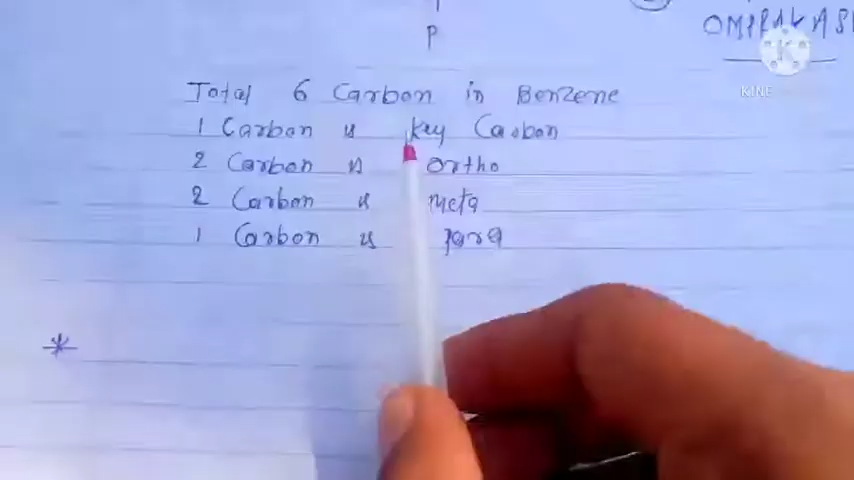 P
Total 6 Carbon in Benzene
1 Carbon is key Carbon
2 Carbon is ortho
2 Carbon is meta
1 Carbon is para
*